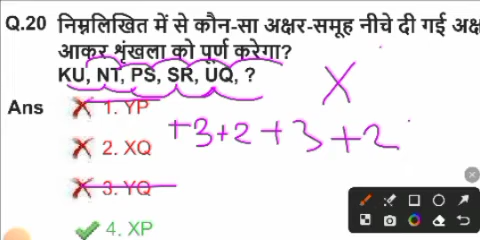 Q.20 निम्नलिखित में से कौन-सा अक्षर-समूह नीचे दी गई अक्ष
आकर शृंखला को पूर्ण करेगा?
KU, NT, PS, SR, UQ, ?
X
Ans 1. YP
+3+2+3+2
2. XQ
3. YQ
4. XP